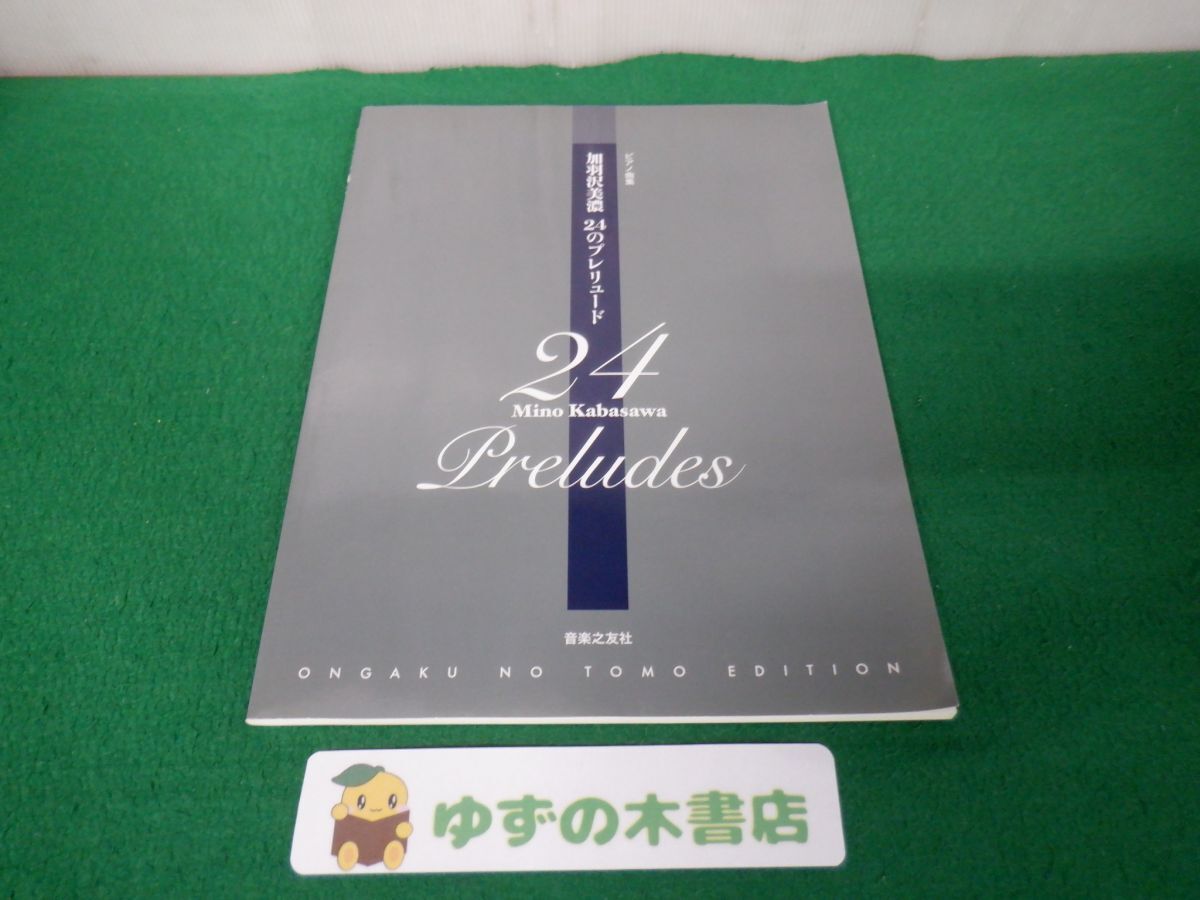 ピアノ曲集
加羽沢美濃 24のプレリュード
24
Mino Kabasawa
Preludes
音楽之友社
ONGAKU NO TOMO EDITION
ゆずの木書店